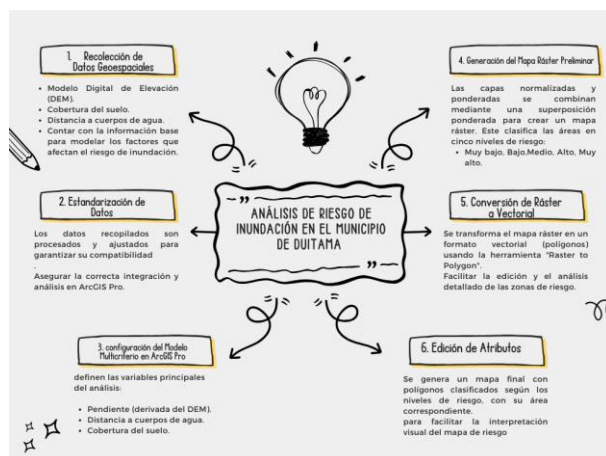 1. Recolección de
Datos Geoespaciales
• Modelo Digital de Elevación
(DEM).
• Cobertura del suelo.
• Distancia a cuerpos de agua.
• Contar con la información base
para modelar los factores que
afectan el riesgo de inundación.
2. Estandarización de
Datos
Los datos recopilados son
procesados y ajustados para
garantizar su compatibilidad
.
Asegurar la correcta integración y
análisis en ArcGIS Pro.
3. configuración del Modelo
Multicriterio en ArcGIS Pro
definen las variables principales
del análisis:
• Pendiente (derivada del DEM).
• Distancia a cuerpos de agua.
• Cobertura del suelo.
ANÁLISIS DE RIESGO DE
INUNDACIÓN EN EL MUNICIPIO
DE DUITAMA
4. Generación del Mapa Ráster Preliminar
Las capas normalizadas y
ponderadas se combinan
mediante una superposición
ponderada para crear un mapa
ráster. Este clasifica las áreas en
cinco niveles de riesgo:
• Muy bajo, Bajo,Medio, Alto, Muy
alto.
5. Conversión de Ráster
a Vectorial
Se transforma el mapa ráster en un
formato vectorial (polígonos)
usando la herramienta "Raster to
Polygon".
Facilitar la edición y el análisis
detallado de las zonas de riesgo.
6. Edición de Atributos
Se genera un mapa final con
polígonos clasificados según los
niveles de riesgo, con su área
correspondiente.
para facilitar la interpretación
visual del mapa de riesgo